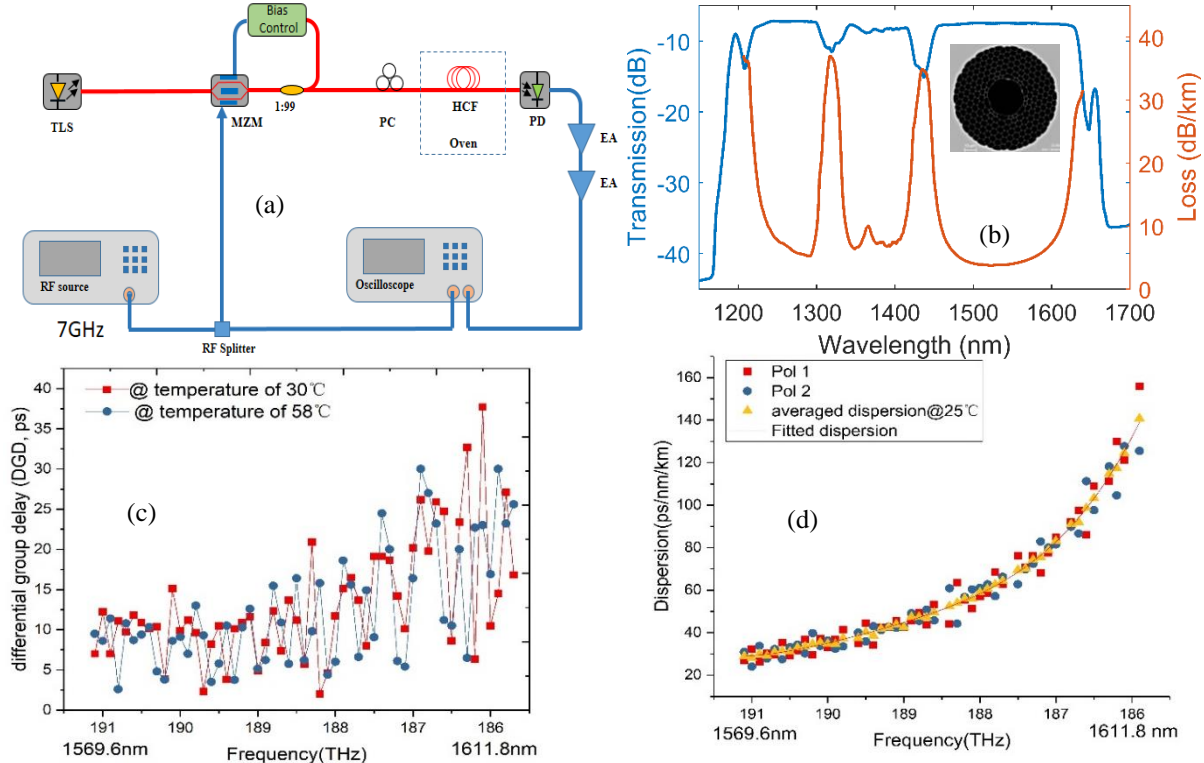 Bias
Control
TLS
MZM
1:99
PC
HCF
Oven
PD
EA
EA
(a)
RF source
Oscilloscope
7GHz
RF Splitter
Transmission(dB)
-10
-20
-30
-40
(b)
40
30
20
10
0
Loss (dB/km)
1200 1300 1400 1500 1600 1700
Wavelength (nm)
differential group delay (DGD, ps)
40
35
30
25
20
15
10
5
0
@ temperature of 30℃
@ temperature of 58℃
(c)
191 190 189 188 187 186
1569.6nm Frequency(THz) 1611.8nm
Dispersion(ps/nm/km)
160
140
120
100
80
60
40
20
Pol 1
Pol 2
averaged dispersion@25℃
Fitted dispersion
(d)
191 190 189 188 187 186
1569.6nm Frequency(THz) 1611.8 nm